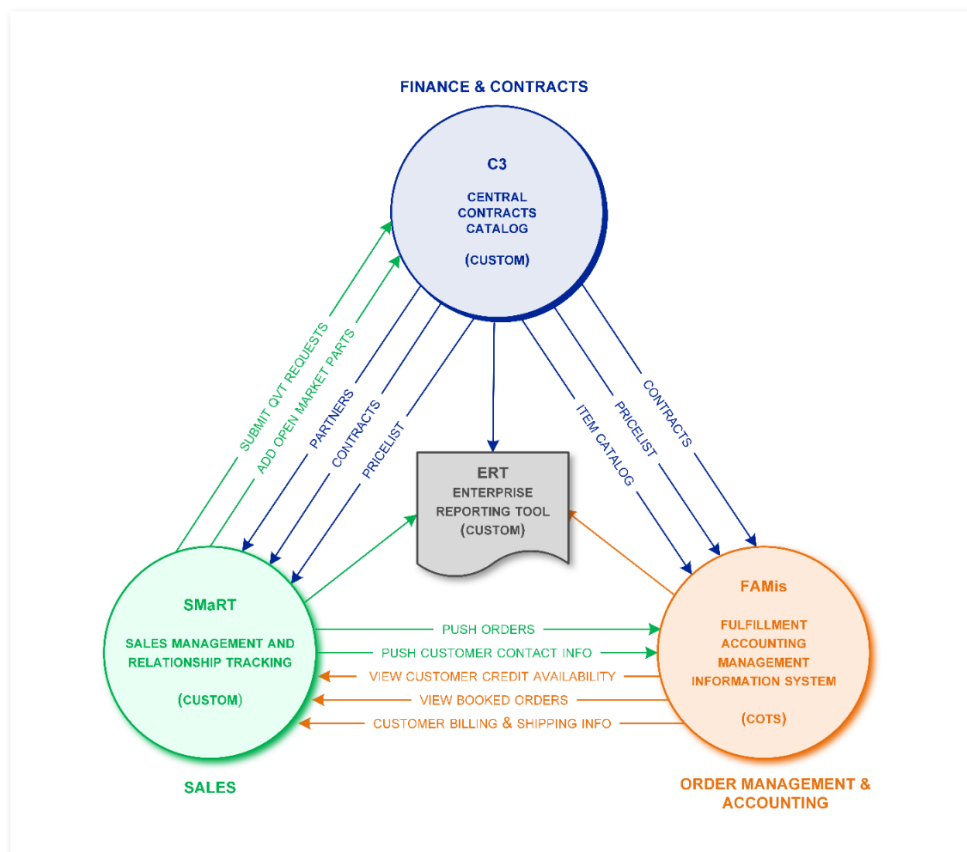 FINANCE & CONTRACTS
C3
CENTRAL
CONTRACTS
CATALOG
(CUSTOM)
SUBMIT QVT REQUESTS
ADD OPEN MARKET PARTS
PARTNERS
CONTRACTS
PRICELIST
ITEM CATALOG
PRICELIST
CONTRACTS
ERT
ENTERPRISE
REPORTING TOOL
(CUSTOM)
SMaRT
SALES MANAGEMENT AND
RELATIONSHIP TRACKING
(CUSTOM)
PUSH ORDERS
PUSH CUSTOMER CONTACT INFO
VIEW CUSTOMER CREDIT AVAILABILITY
VIEW BOOKED ORDERS
CUSTOMER BILLING & SHIPPING INFO
FAMis
FULFILLMENT
ACCOUNTING
MANAGEMENT
INFORMATION SYSTEM
(COTS)
SALES
ORDER MANAGEMENT &
ACCOUNTING